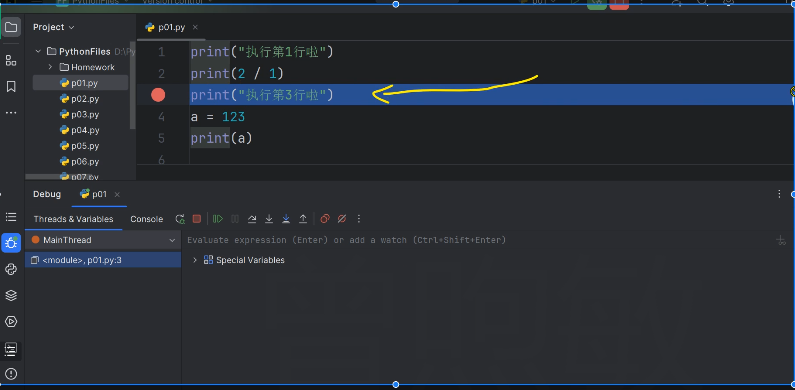 PythonFiles Version control
Project
p01.py
PythonFiles D:\Py
Homework
p01.py
p02.py
p03.py
p04.py
p05.py
p06.py
p07.py
1 print("执行第1行啦")
2 print(2 / 1)
print("执行第3行啦")
4 a = 123
5 print(a)
6
Debug p01
Threads & Variables Console
MainThread
Evaluate expression (Enter) or add a watch (Ctrl+Shift+Enter)
<module>, p01.py:3
Special Variables